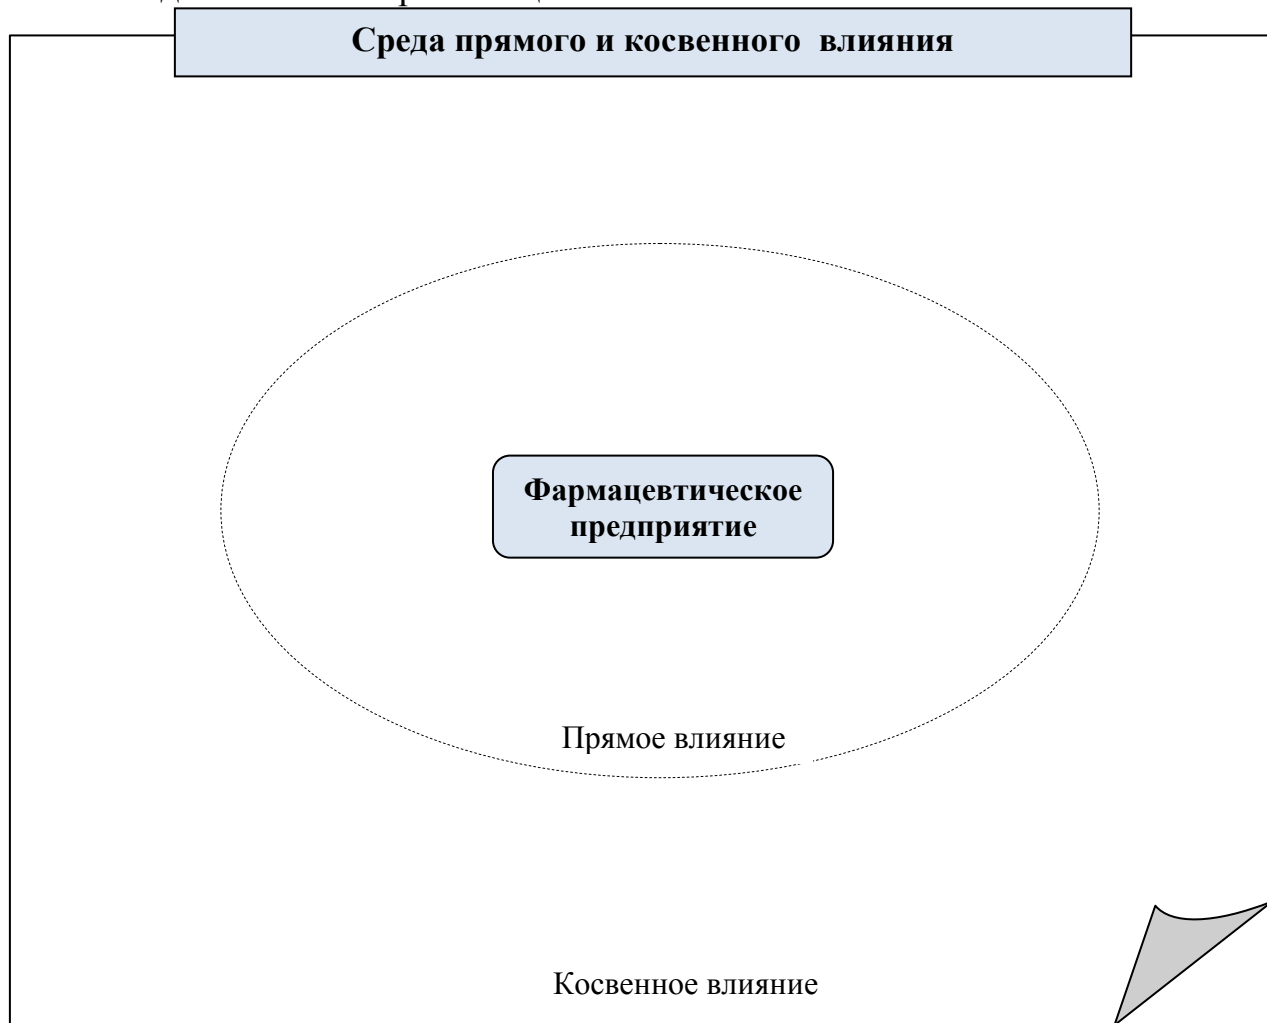 Среда прямого и косвенного влияния
Фармацевтическое
предприятие
Прямое влияние
Косвенное влияние